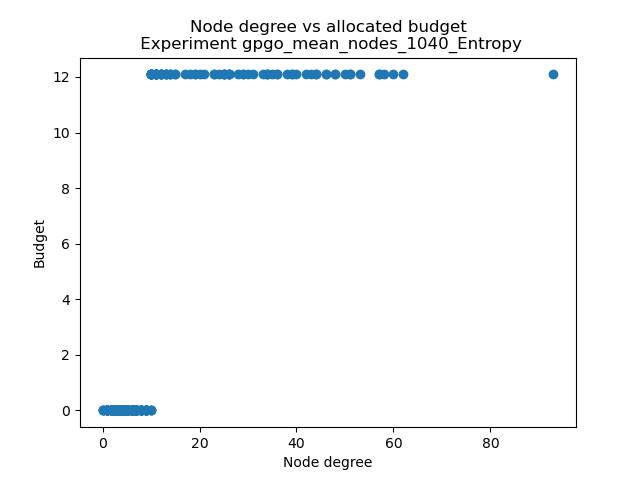 Node degree vs allocated budget
Experiment gpgo_mean_nodes_1040_Entropy
12
10
8
6
4
2
0
Budget
0 20 40 60 80
Node degree